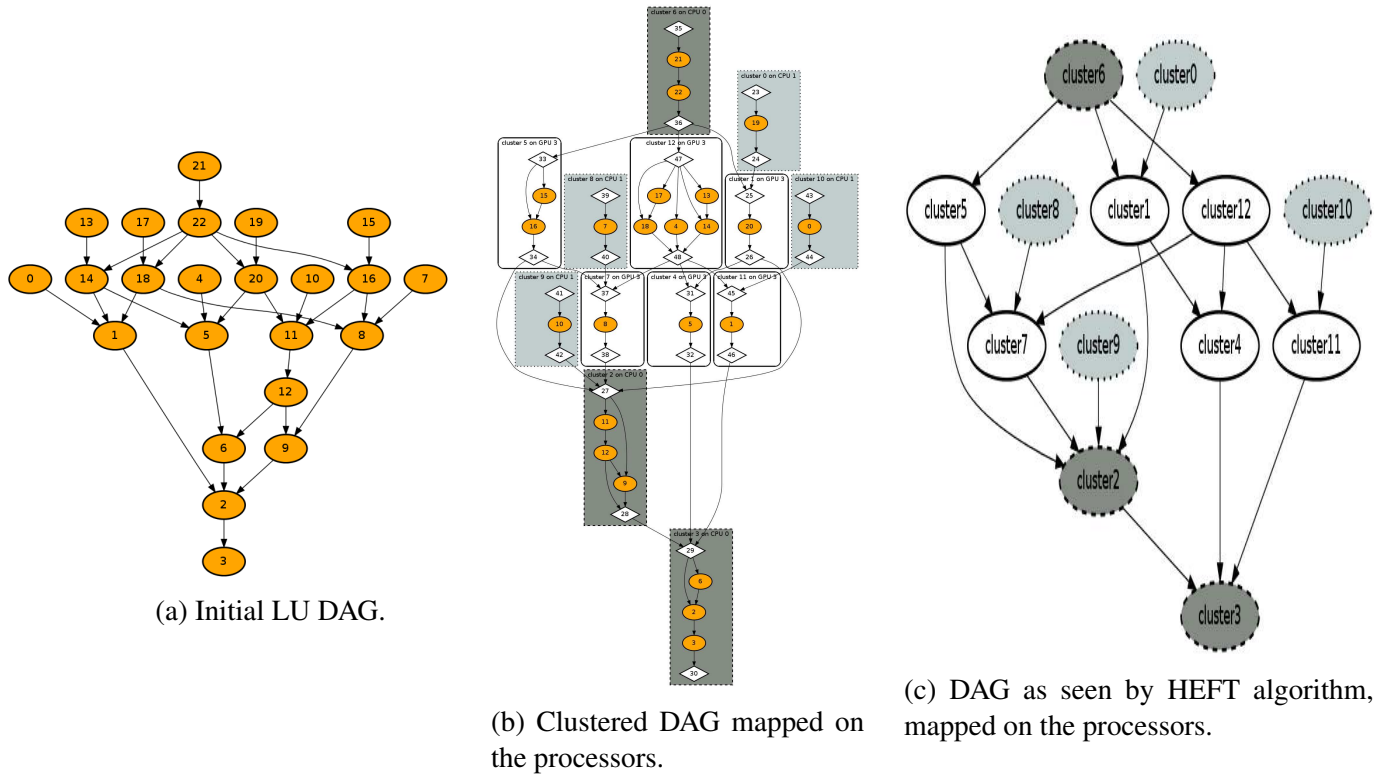 21
13 17 22 19 15
0 14 18 4 20 10 16 7
1 5 11 8
12
6 9
2
3
(a) Initial LU DAG.
cluster 6 on CPU 0
35
21
22
36
cluster 0 on CPU 1
23
19
24
cluster 5 on GPU 3
33
15
16
34
cluster 12 on GPU 3
47
17 13
18 4 14
48
cluster 8 on CPU 1
39
7
40
cluster 1 on GPU 3
25
20
26
cluster 10 on CPU 1
43
0
44
cluster 9 on CPU 1
41
10
42
cluster 7 on GPU 3
37
8
38
cluster 4 on GPU 3
31
5
32
cluster 11 on GPU 3
45
1
46
cluster 2 on CPU 0
27
11
12
9
28
cluster 3 on CPU 0
29
6
2
3
30
(b) Clustered DAG mapped on
the processors.
cluster6 cluster0
cluster5 cluster8 cluster1 cluster12 cluster10
cluster7 cluster9 cluster4 cluster11
cluster2
cluster3
(c) DAG as seen by HEFT algorithm,
mapped on the processors.